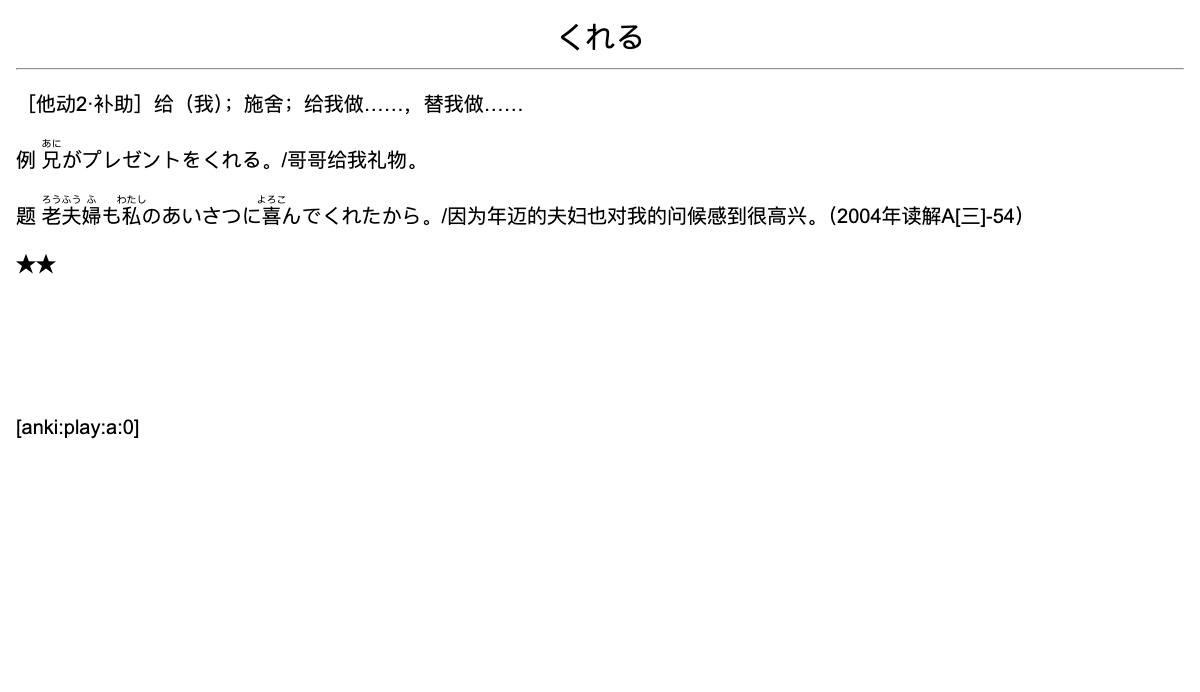 くれる
［他动2·补助］给（我）；施舍；给我做……，替我做……
あに
例 兄がプレゼントをくれる。/哥哥给我礼物。
ろうふう ふ わたし よろこ
题 老夫婦も私のあいさつに喜んでくれたから。/因为年迈的夫妇也对我的问候感到很高兴。（2004年读解A[三]-54）
★★
[anki:play:a:0]